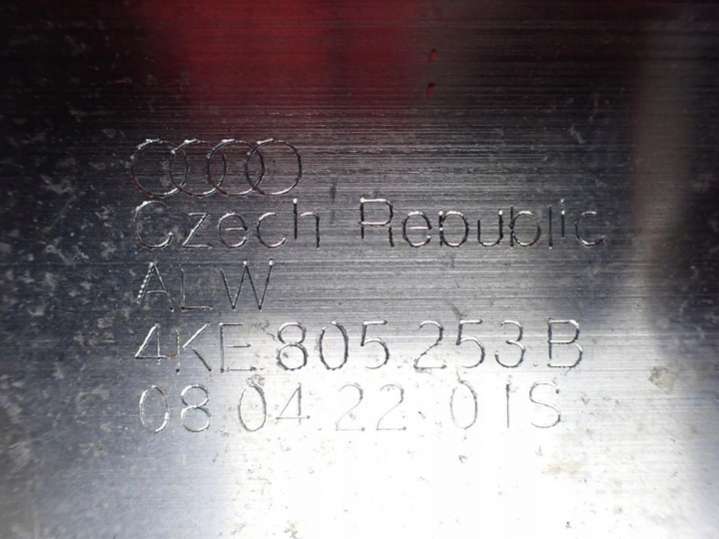 Czech Republic
ALW
4KE.805.253.B
08.04.22 01S